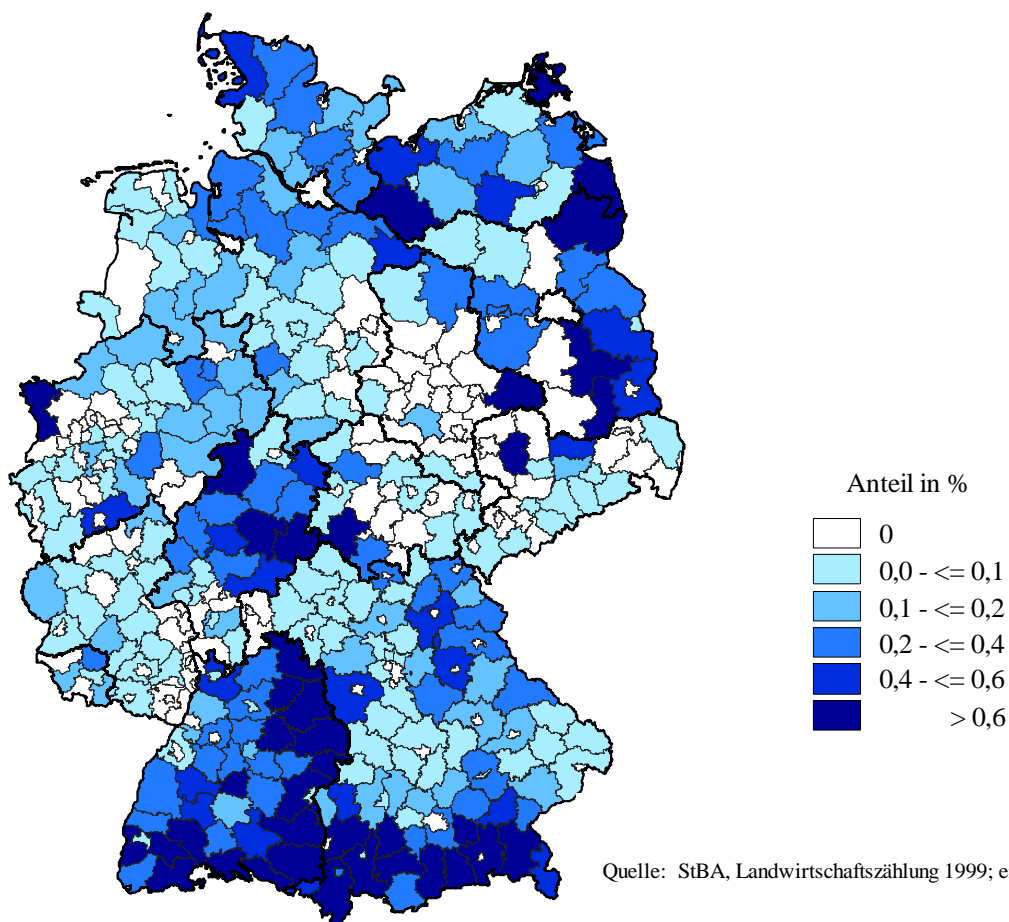 Anteil in %
0
0,0 - <= 0,1
0,1 - <= 0,2
0,2 - <= 0,4
0,4 - <= 0,6
> 0,6
Quelle: StBA, Landwirtschaftszählung 1999; e